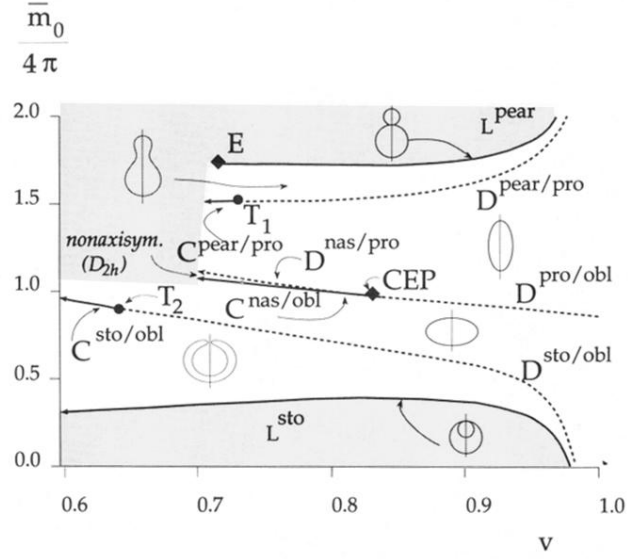 m̅₀
4 π
2.0
1.5
1.0
0.5
0.0
L^pear
E
D^pear/pro
T₁
C^pear/pro
nonaxisym.
(D₂ₕ)
D^nas/pro
CEP
C^nas/obl
D^pro/obl
T₂
C^sto/obl
D^sto/obl
L^sto
0.6
0.7
0.8
0.9
1.0
v